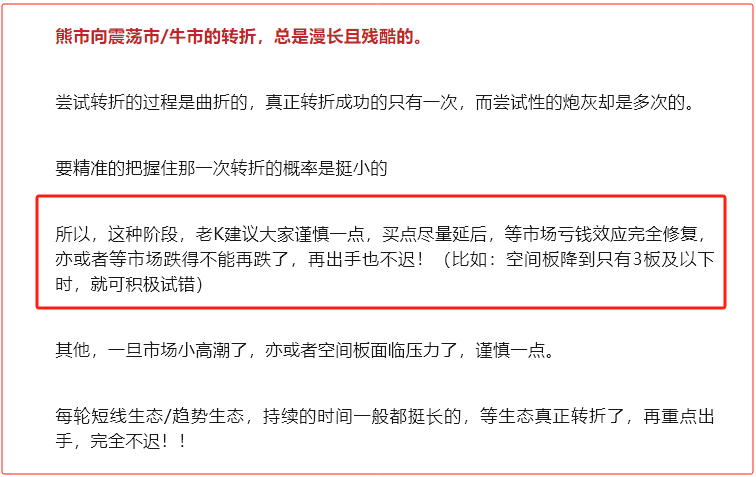 熊市向震荡市/牛市的转折，总是漫长且残酷的。
尝试转折的过程是曲折的，真正转折成功的只有一次，而尝试性的炮灰却是多次的。
要精准的把握住那一次转折的概率是挺小的
所以，这种阶段，老K建议大家谨慎一点，买点尽量延后，等市场亏钱效应完全修复，
亦或者等市场跌得不能再跌了，再出手也不迟！（比如：空间板降到只有3板及以下
时，就可积极试错）
其他，一旦市场小高潮了，亦或者空间板面临压力了，谨慎一点。
每轮短线生态/趋势生态，持续的时间一般都挺长的，等生态真正转折了，再重点出
手，完全不迟！！